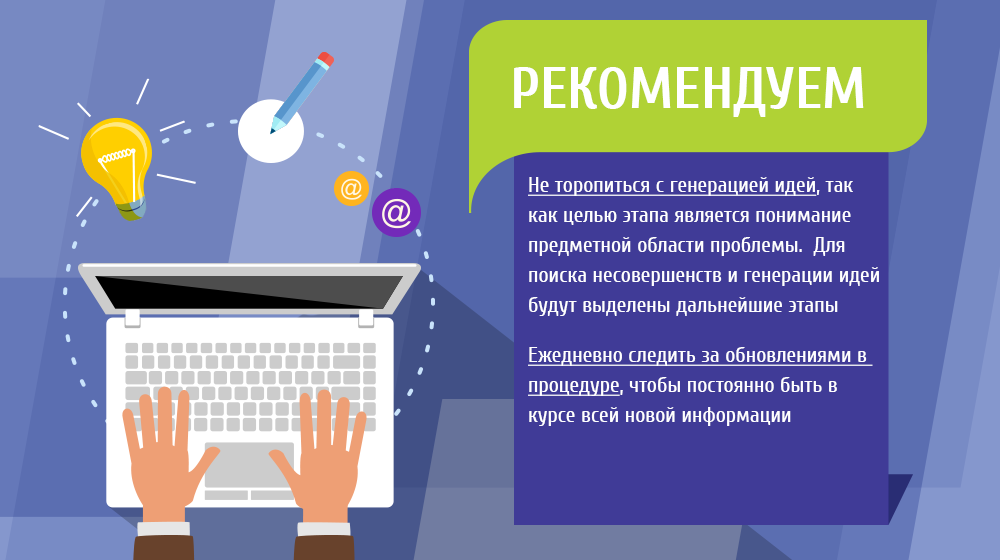 РЕКОМЕНДУЕМ
@
@
Не торопиться с генерацией идей, так
как целью этапа является понимание
предметной области проблемы.  Для
поиска несовершенств и генерации идей
будут выделены дальнейшие этапы
Ежедневно следить за обновлениями в
процедуре, чтобы постоянно быть в
курсе всей новой информации